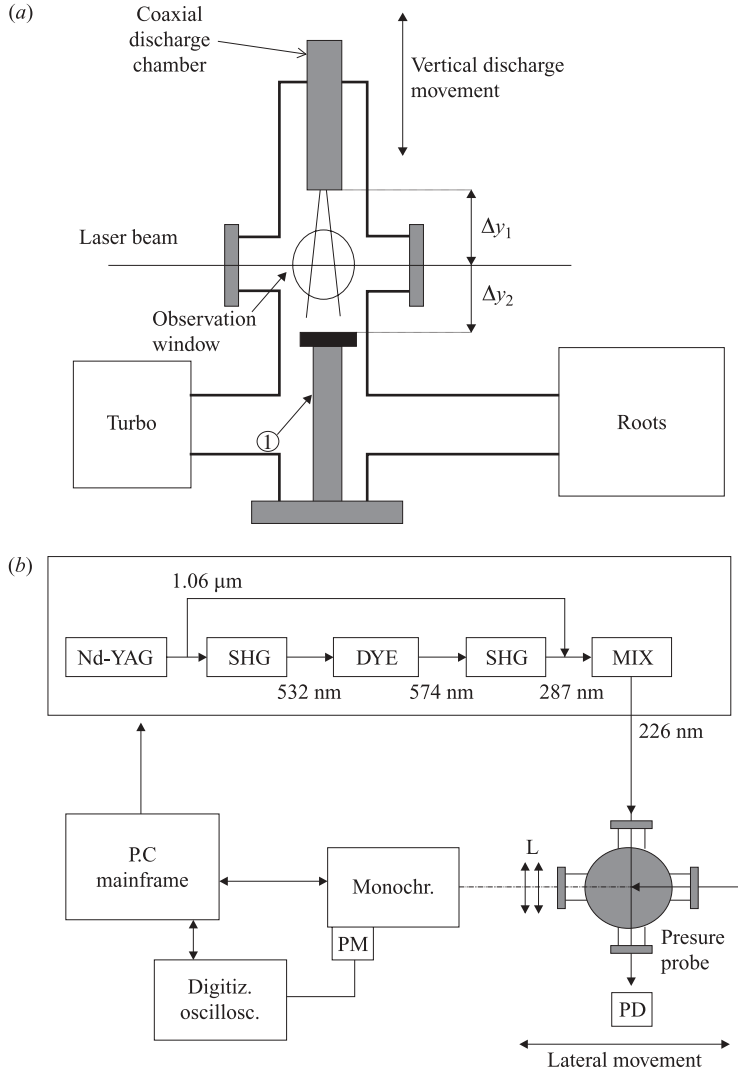 (a)
Coaxial
discharge
chamber
Vertical discharge
movement
Laser beam
Δy1
Δy2
Observation
window
Turbo
1
Roots
(b)
1.06 μm
Nd-YAG
SHG
DYE
SHG
MIX
532 nm
574 nm
287 nm
226 nm
P.C
mainframe
Monochr.
L
PM
Presure
probe
Digitiz.
oscillosc.
PD
Lateral movement